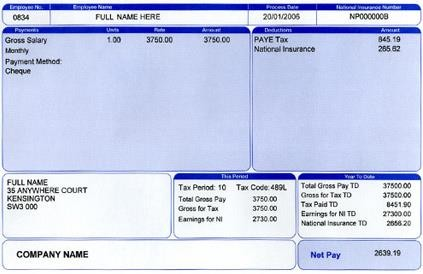 Employee No. Employee Name Process Date National Insurance Number
0834 FULL NAME HERE 20/01/2006 NP000000B
Payments Units Rate Amount Deductions Amount
Gross Salary 1.00 3750.00 3750.00 PAYE Tax 845.19
Monthly National Insurance 265.62
Payment Method:
Cheque
FULL NAME
35 ANYWHERE COURT
KENSINGTON
SW3 000
This Period
Tax Period: 10 Tax Code: 489L
Total Gross Pay 3750.00
Gross for Tax 3750.00
Earnings for NI 2730.00
Year To Date
Total Gross Pay TD 37500.00
Gross for Tax TD 37500.00
Tax Paid TD 8451.90
Earnings for NI TD 27300.00
National Insurance TD 2656.20
COMPANY NAME Net Pay 2639.19